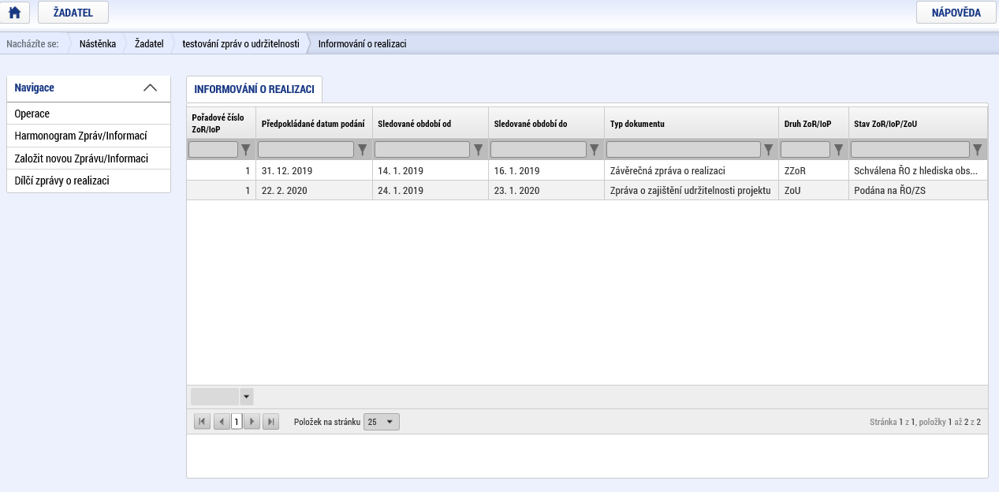 ŽADATEL
NÁPOVĚDA
Nacházíte se: Nástěnka Žadatel testování zpráv o udržitelnosti Informování o realizaci
Navigace
Operace
Harmonogram Zpráv/Informací
Založit novou Zprávu/Informaci
Dílčí zprávy o realizaci
INFORMOVÁNÍ O REALIZACI
Pořadové číslo
ZoR/IoP
Předpokládané datum podání Sledované období od Sledované období do Typ dokumentu Druh ZoR/IoP Stav ZoR/IoP/ZoU
1 31. 12. 2019 14. 1. 2019 16. 1. 2019 Závěrečná zpráva o realizaci ZZoR Schválena ŘO z hlediska obs...
1 22. 2. 2020 24. 1. 2019 23. 1. 2020 Zpráva o zajištění udržitelnosti projektu ZoU Podána na ŘO/ZS
1 Položek na stránku 25 Stránka 1 z 1, položky 1 až 2 z 2